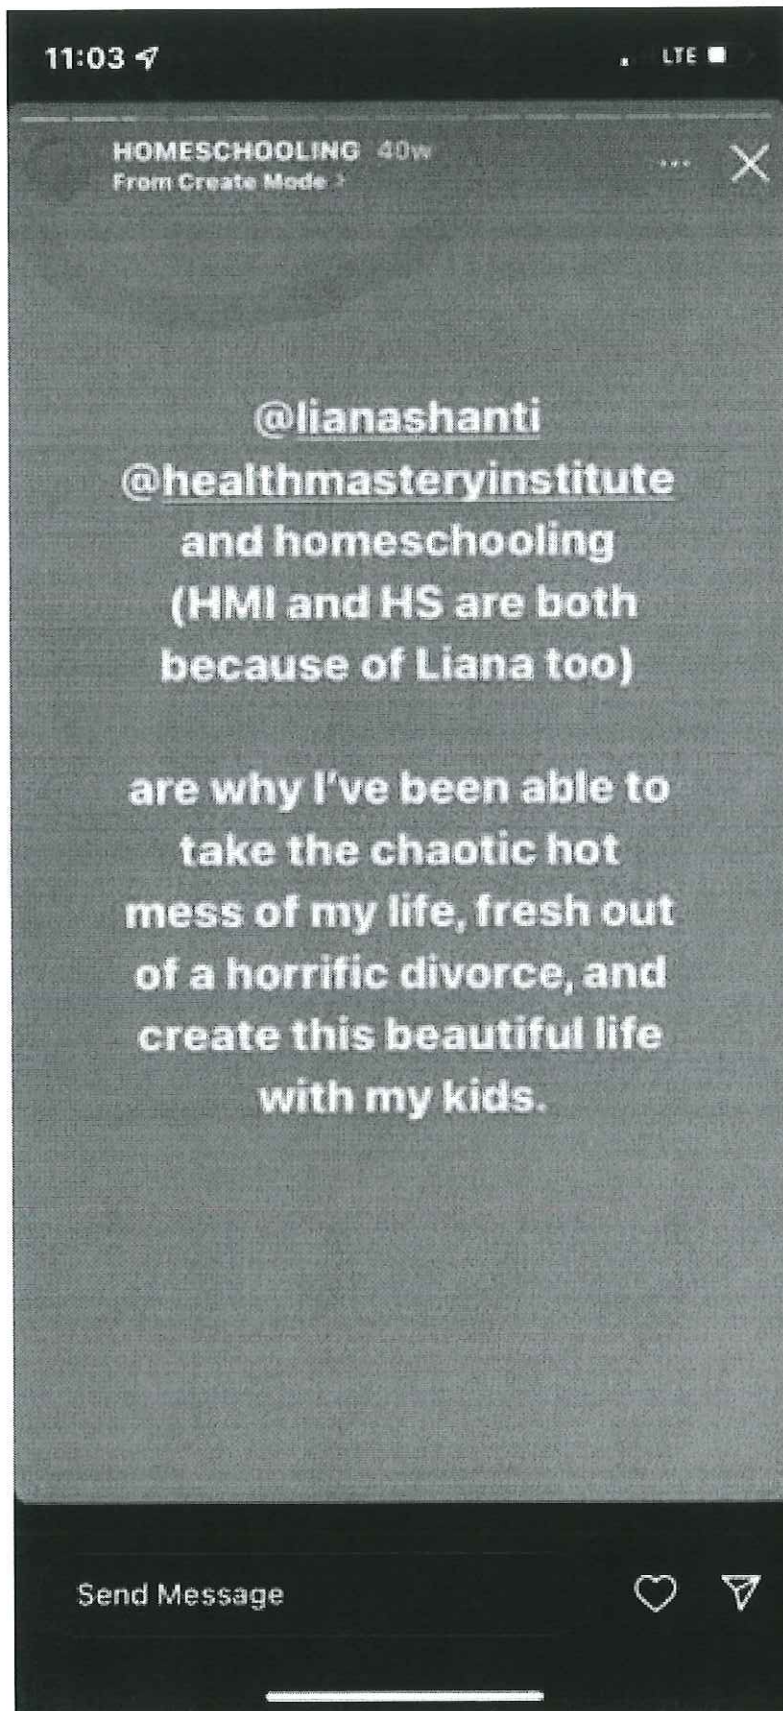 11:03
LTE
HOMESCHOOLING 40w
From Create Mode >
@lianashanti
@healthmasteryinstitute
and homeschooling
(HMI and HS are both
because of Liana too)
are why I've been able to
take the chaotic hot
mess of my life, fresh out
of a horrific divorce, and
create this beautiful life
with my kids.
Send Message